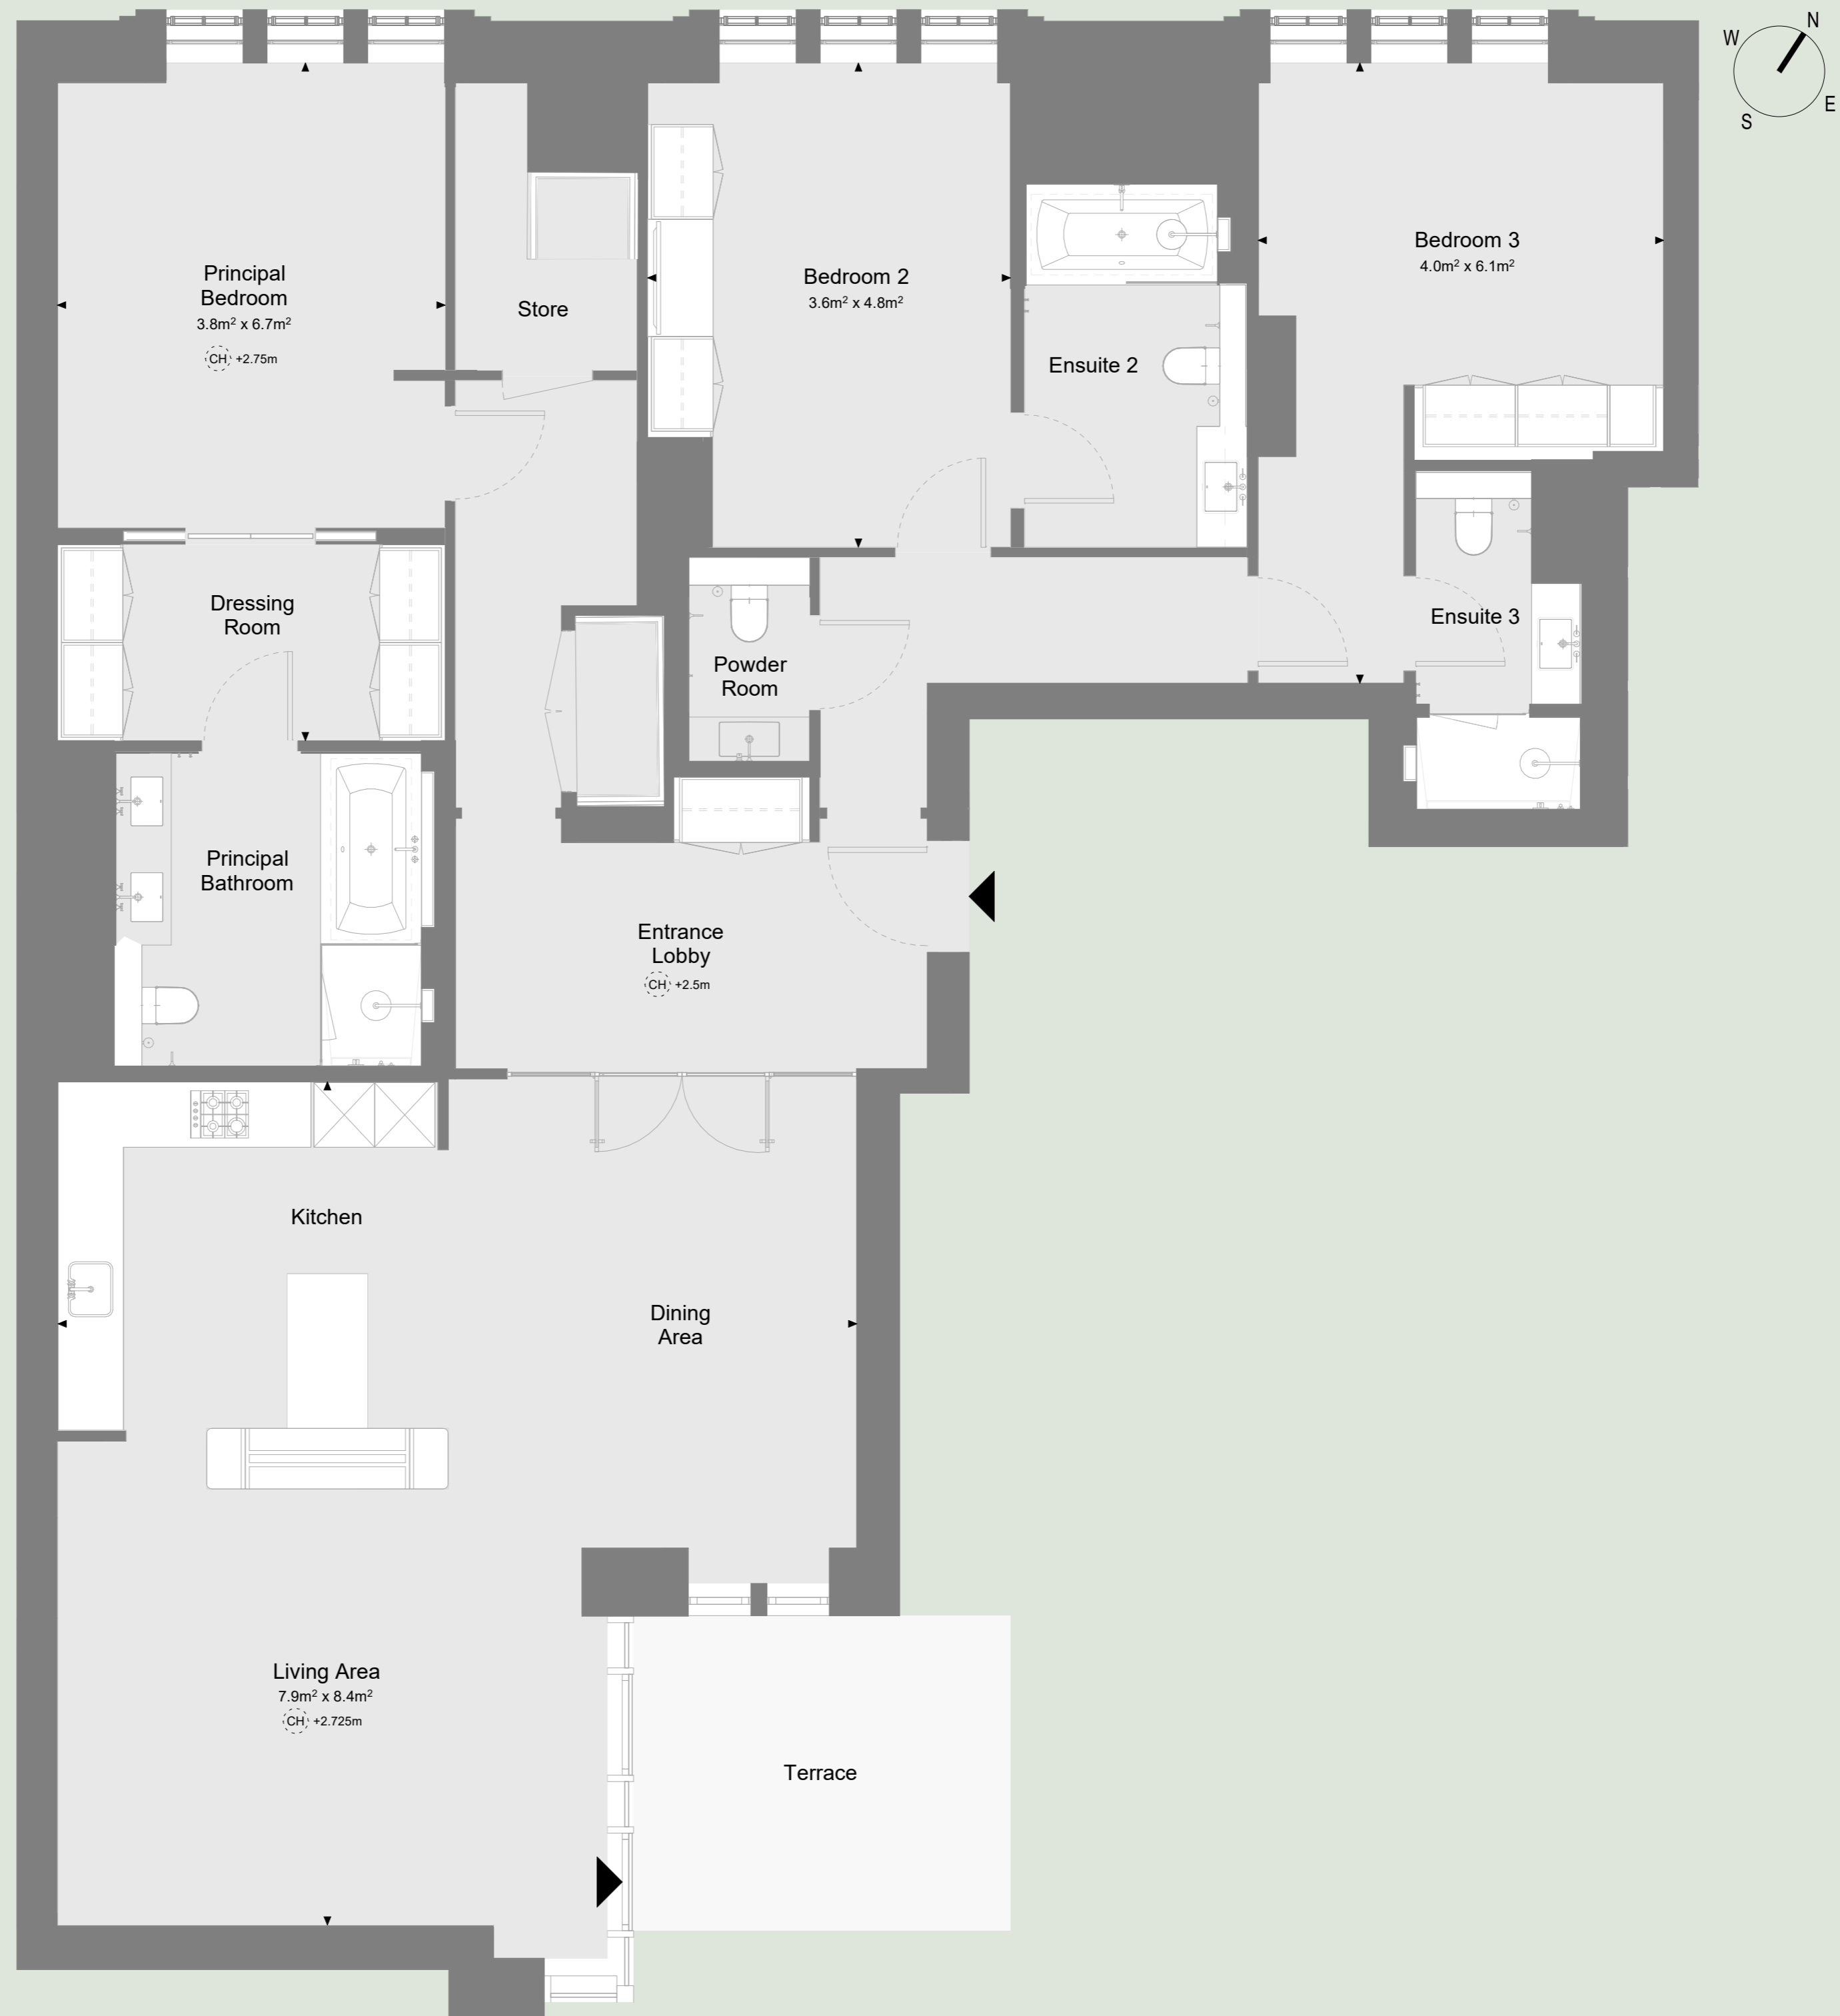 N
W
E
S
Principal
Bedroom
3.8m² x 6.7m²
CH +2.75m
Store
Bedroom 2
3.6m² x 4.8m²
Ensuite 2
Bedroom 3
4.0m² x 6.1m²
Dressing
Room
Powder
Room
Ensuite 3
Principal
Bathroom
Entrance
Lobby
CH +2.5m
Kitchen
Dining
Area
Living Area
7.9m² x 8.4m²
CH +2.725m
Terrace